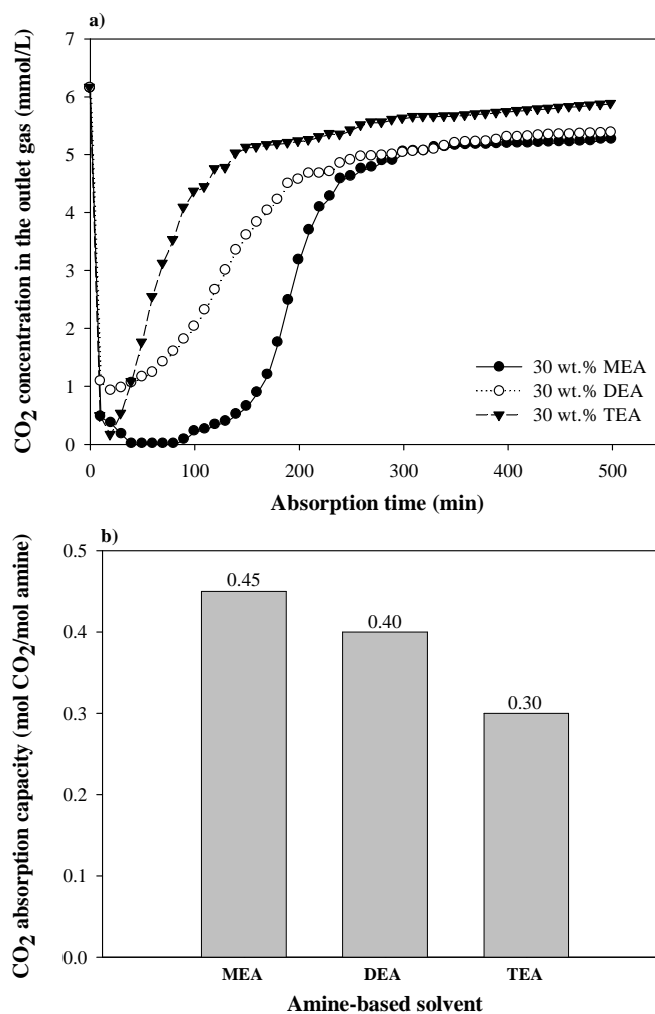 a)
7
6
5
4
3
2
1
0
CO2 concentration in the outlet gas (mmol/L)
30 wt.% MEA
30 wt.% DEA
30 wt.% TEA
0 100 200 300 400 500
Absorption time (min)
b)
0.5
0.4
0.3
0.2
0.1
0.0
CO2 absorption capacity (mol CO2/mol amine)
0.45
0.40
0.30
MEA DEA TEA
Amine-based solvent